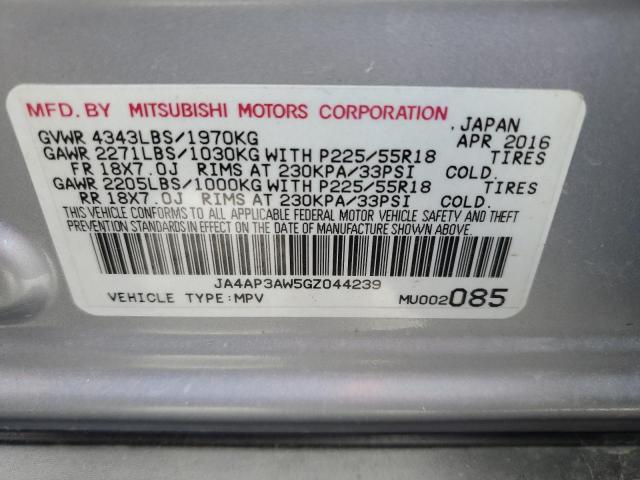 MFD. BY MITSUBISHI MOTORS CORPORATION
, JAPAN
GVWR 4343LBS/1970KG APR 2016
GAWR 2271LBS/1030KG WITH P225/55R18 TIRES
FR 18X7.0J RIMS AT 230KPA/33PSI COLD.
GAWR 2205LBS/1000KG WITH P225/55R18 TIRES
RR 18X7.0J RIMS AT 230KPA/33PSI COLD.
THIS VEHICLE CONFORMS TO ALL APPLICABLE FEDERAL MOTOR VEHICLE SAFETY AND THEFT
PREVENTION STANDARDS IN EFFECT ON THE DATE OF MANUFACTURE SHOWN ABOVE.
JA4AP3AW5GZ044239
VEHICLE TYPE:MPV MU002085